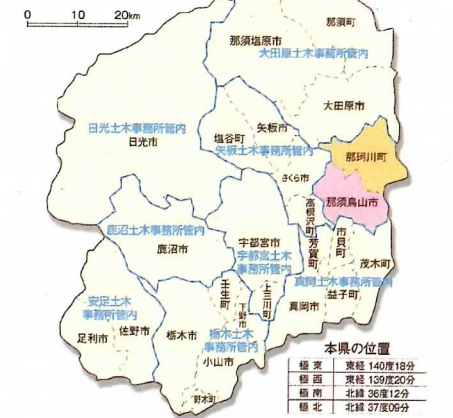 0 10 20km
那須町
那須塩原市
大田原土木事務所管内
大田原市
日光土木事務所管内
日光市
塩谷町
矢板市
矢板土木事務所管内
さくら市
那珂川町
那須烏山市
高根沢町
芳賀町
市貝町
茂木町
鹿沼土木事務所管内
鹿沼市
宇都宮市
宇都宮土木
事務所管内
真岡土木事務所管内
益子町
真岡市
上三川町
壬生町
下野市
安足土木
事務所管内
足利市
佐野市
栃木市
栃木土木
事務所管内
小山市
野木町
本県の位置
極東 東経 140度18分
極西 東経 139度20分
極南 北緯 36度12分
極北 北緯 37度09分